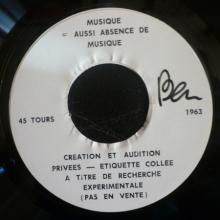 MUSIQUE
= AUSSI ABSENCE DE
MUSIQUE
Ben
45 TOURS
1963
CREATION ET AUDITION
PRIVEES — ETIQUETTE COLLEE
A TITRE DE RECHERCHE
EXPERIMENTALE
(PAS EN VENTE)